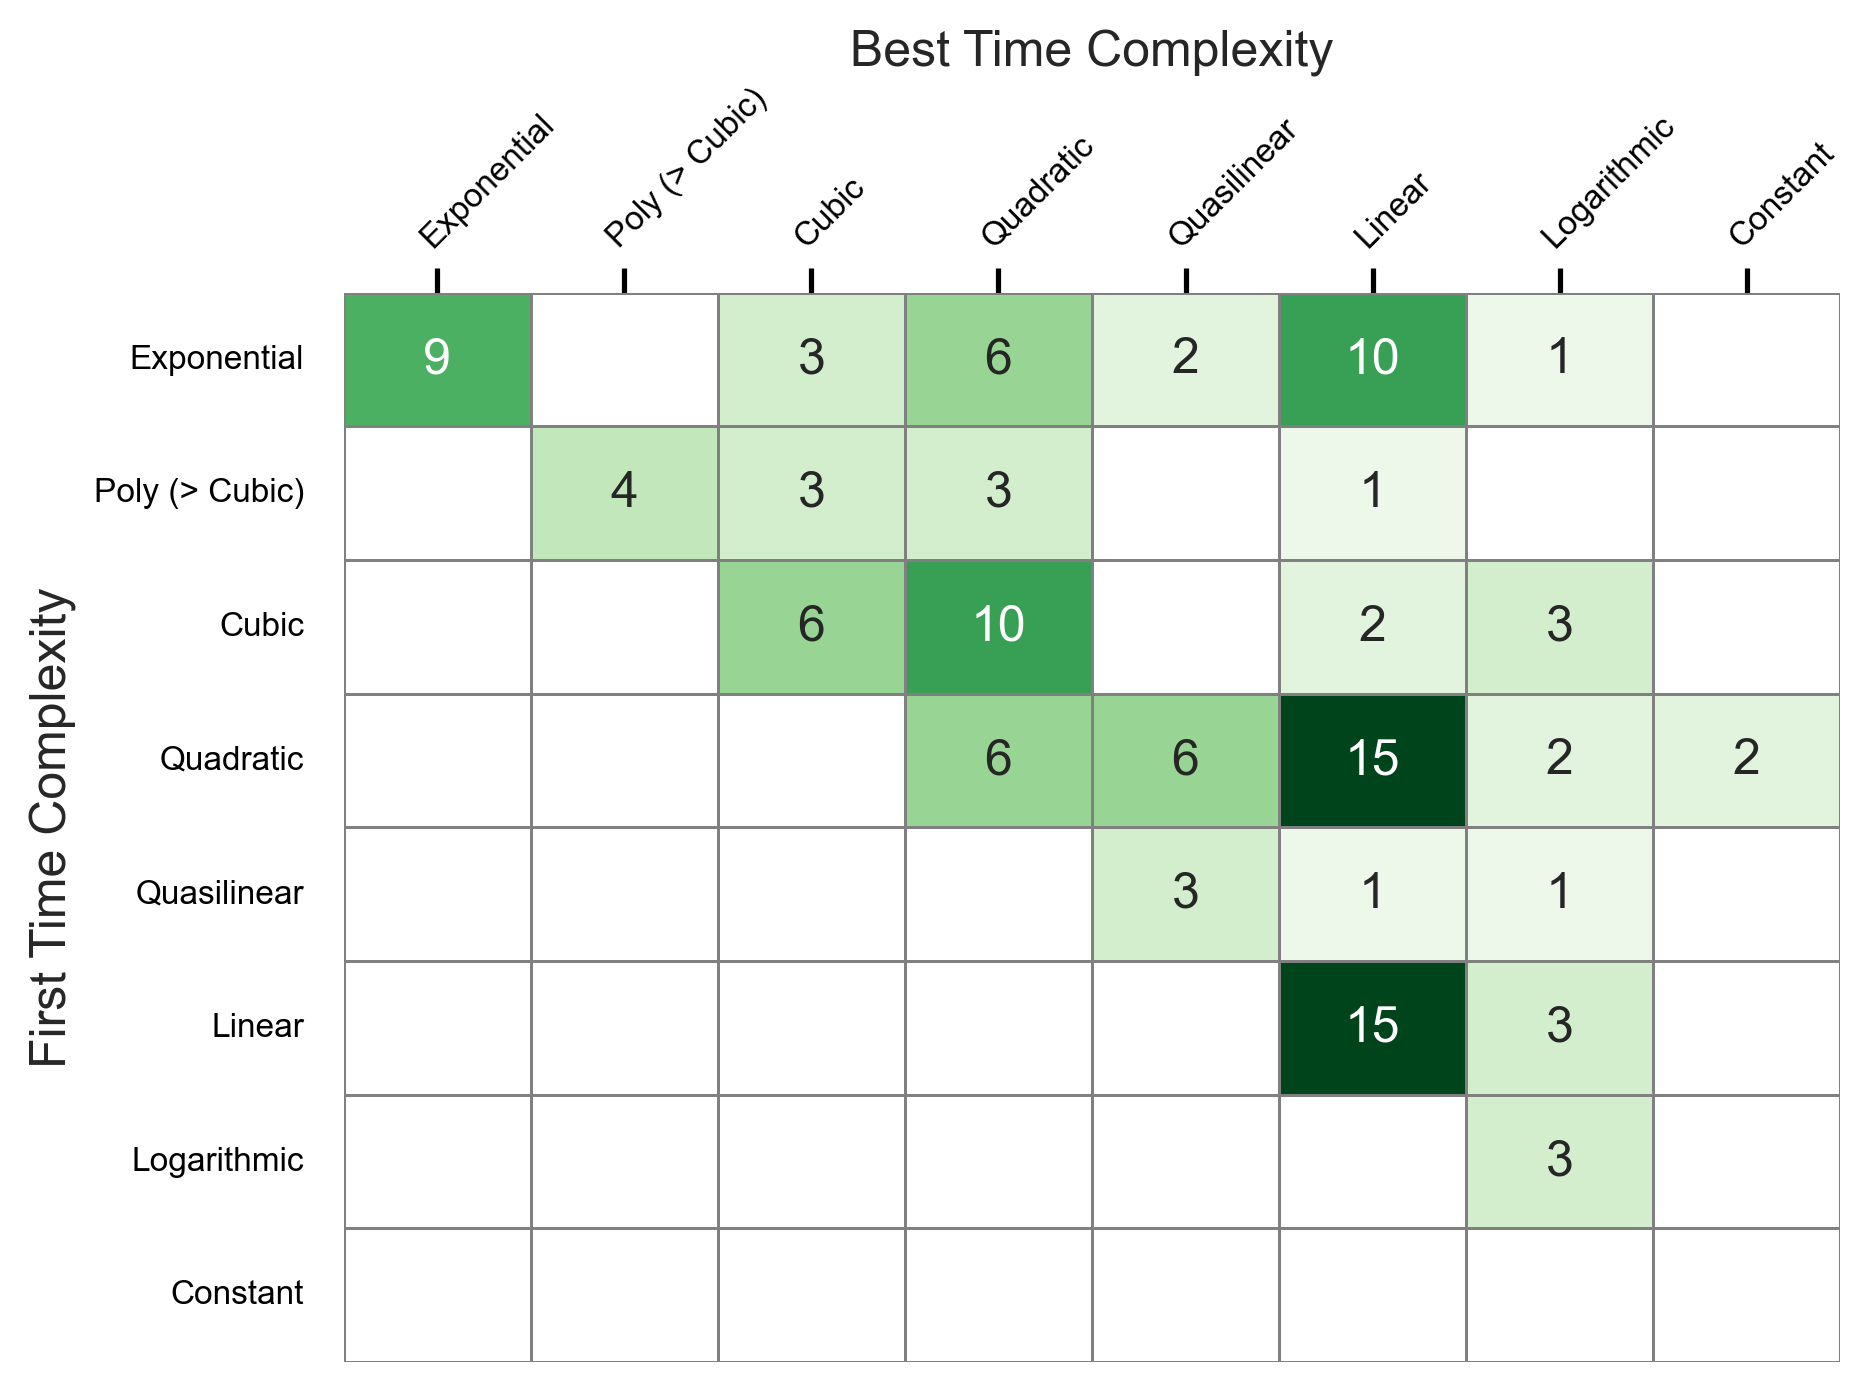 Best Time Complexity
Exponential
Poly (> Cubic)
Cubic
Quadratic
Quasilinear
Linear
Logarithmic
Constant
First Time Complexity
Exponential 9 3 6 2 10 1
Poly (> Cubic) 4 3 3 1
Cubic 6 10 2 3
Quadratic 6 6 15 2 2
Quasilinear 3 1 1
Linear 15 3
Logarithmic 3
Constant